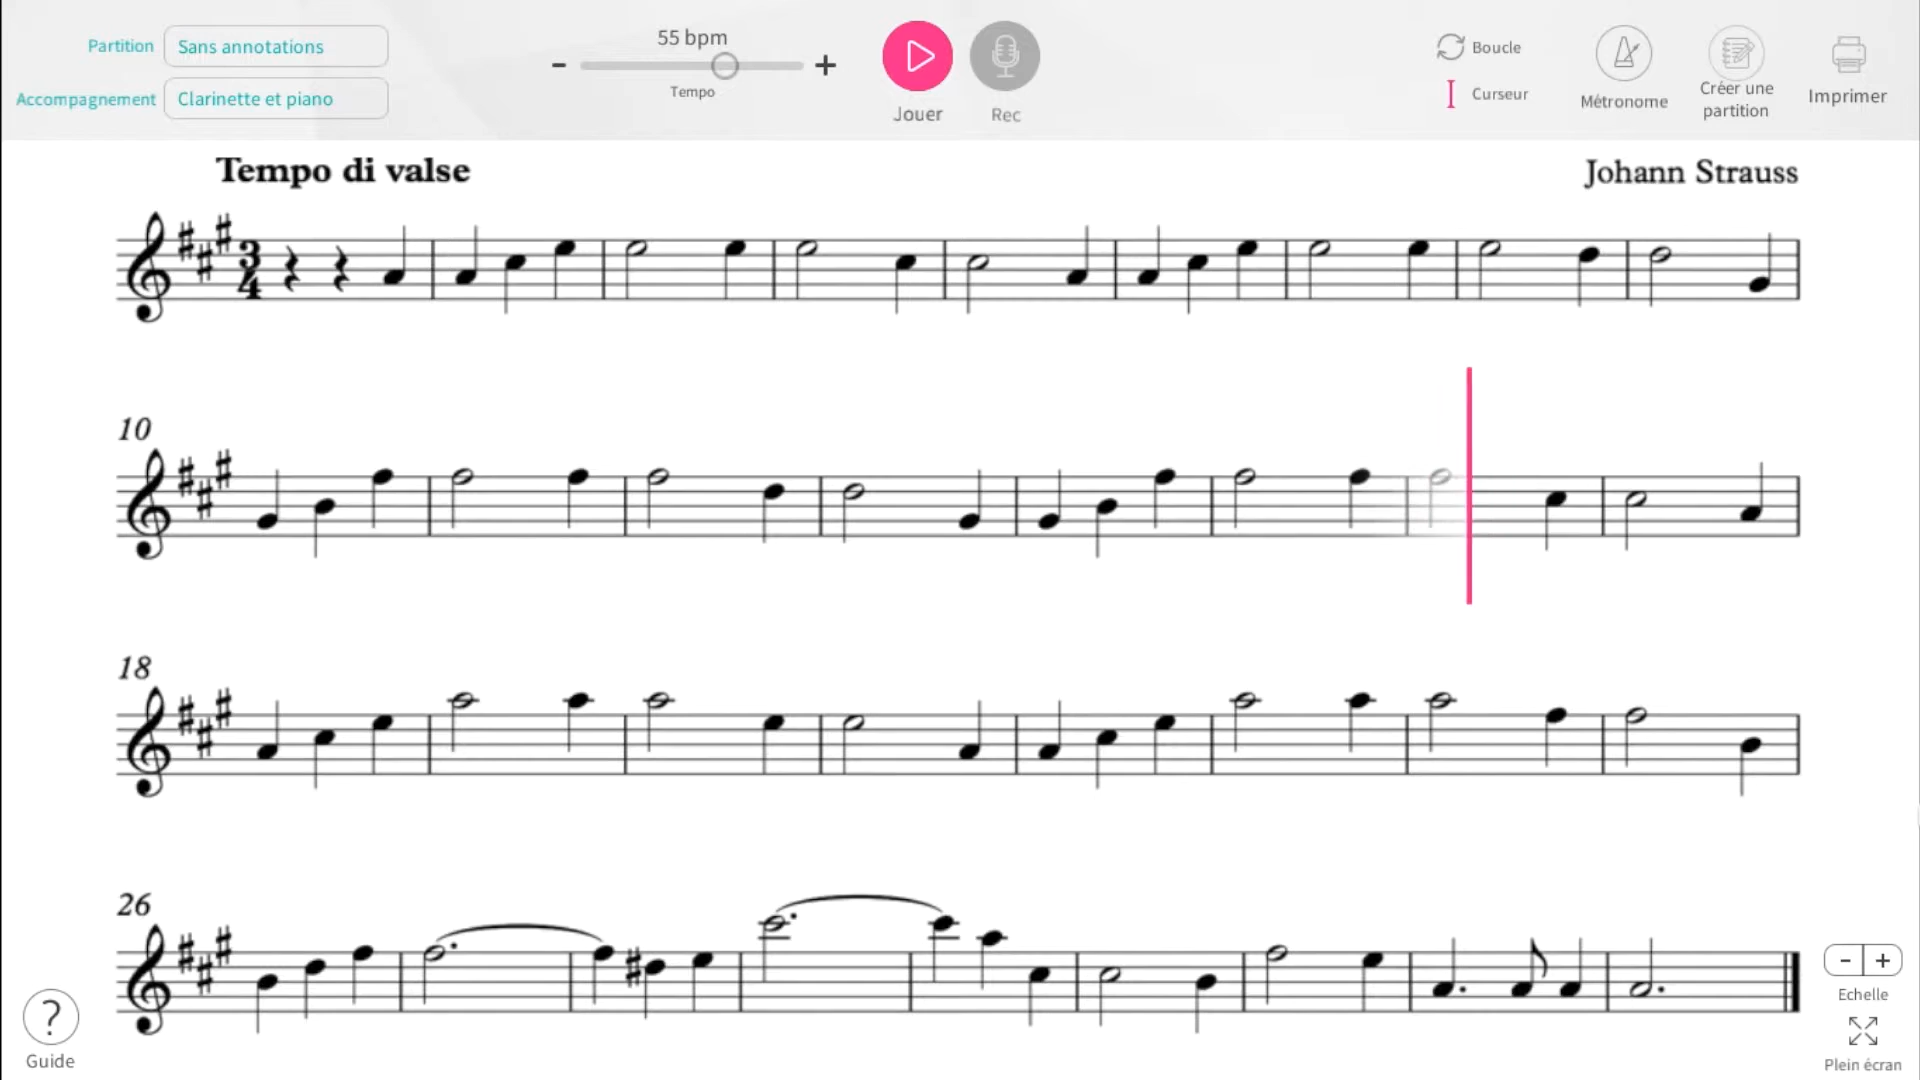 Partition Sans annotations
Accompagnement Clarinette et piano
55 bpm
- +
Tempo
Jouer
Rec
Boucle
Curseur
Métronome
Créer une
partition
Imprimer
Tempo di valse
Johann Strauss
3
4
10
18
26
- +
Echelle
Plein écran
?
Guide